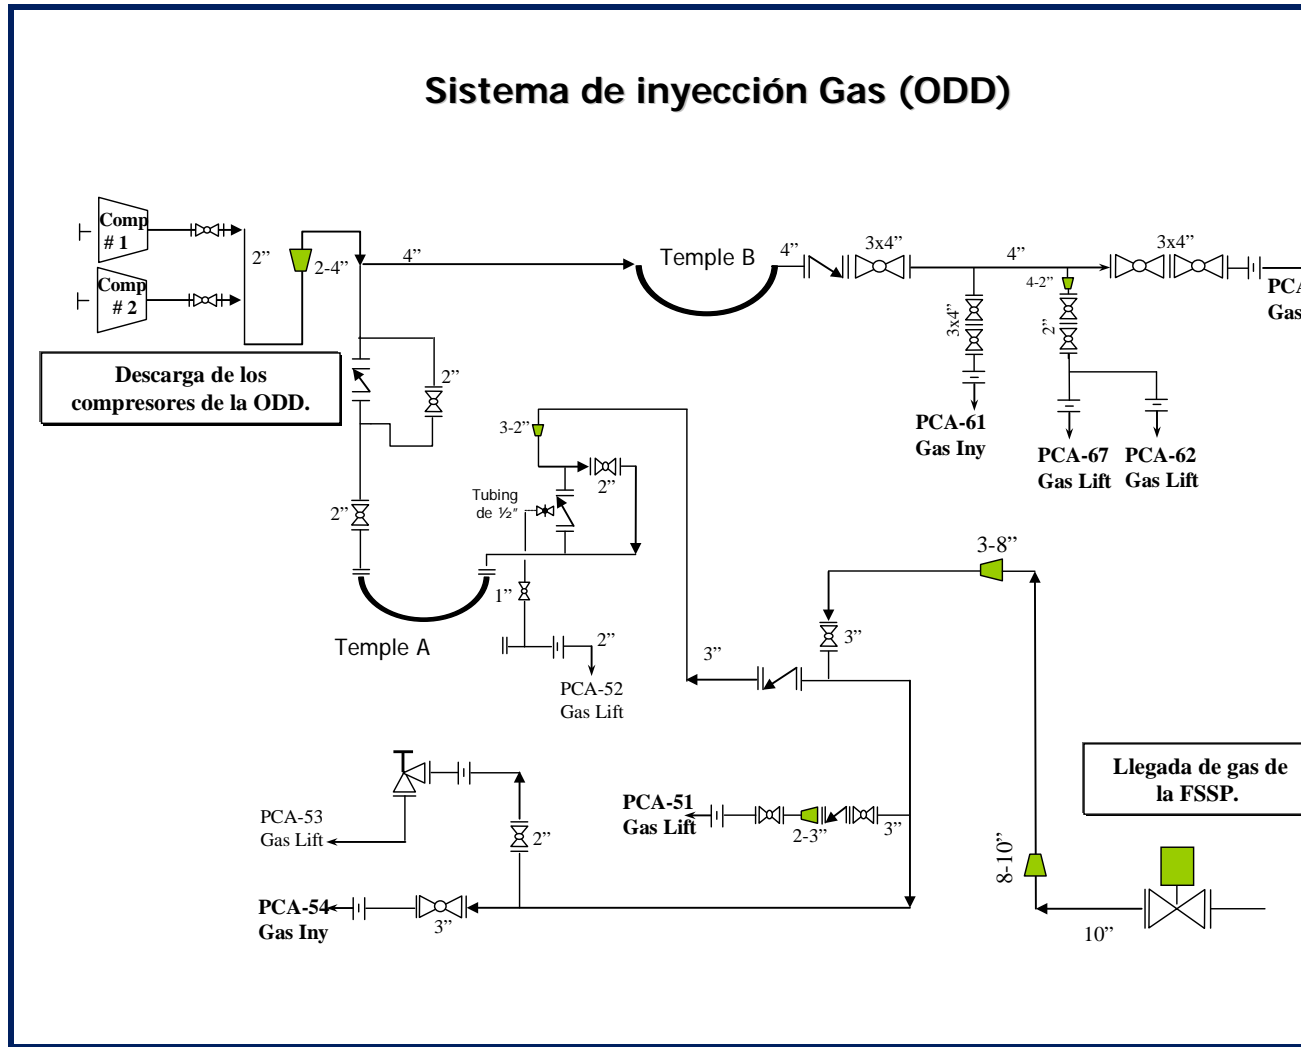 Sistema de inyección Gas (ODD)
Comp
# 1
Comp
# 2
2”
2-4”
4”
Temple B
4”
3x4”
4”
3x4”
4-2”
3x4”
2”
Gas
PCA-61
Gas Iny
PCA-67
Gas Lift
PCA-62
Gas Lift
Descarga de los
compresores de la ODD.
2”
3-2”
2”
Tubing
de ½”
2”
1”
Temple A
2”
PCA-52
Gas Lift
3-8”
3”
3”
Llegada de gas de
la FSSP.
PCA-53
Gas Lift
2”
PCA-51
Gas Lift
2-3”
3”
8-10”
PCA-54
Gas Iny
3”
10”